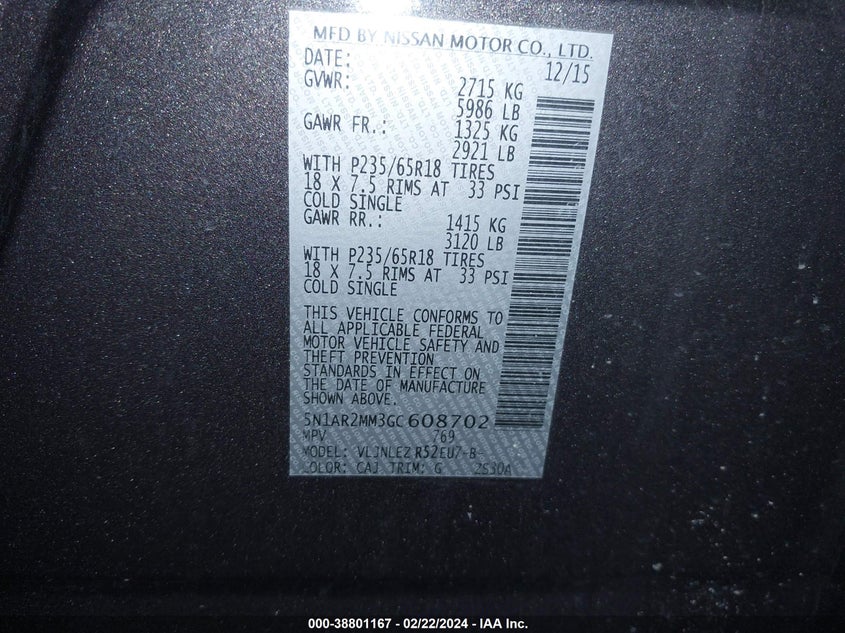 MFD BY NISSAN MOTOR CO., LTD.
DATE: 12/15
GVWR: 2715 KG
5986 LB
GAWR FR.: 1325 KG
2921 LB
WITH P235/65R18 TIRES
18 X 7.5 RIMS AT 33 PSI
COLD SINGLE
GAWR RR.: 1415 KG
3120 LB
WITH P235/65R18 TIRES
18 X 7.5 RIMS AT 33 PSI
COLD SINGLE
THIS VEHICLE CONFORMS TO
ALL APPLICABLE FEDERAL
MOTOR VEHICLE SAFETY AND
THEFT PREVENTION
STANDARDS IN EFFECT ON
THE DATE OF MANUFACTURE
SHOWN ABOVE.
5N1AR2MM3GC608702
MPV 769
MODEL: VLJNLEZ R52EU7-B-
COLOR: CAJ TRIM: G 2S30A
000-38801167 - 02/22/2024 - IAA Inc.